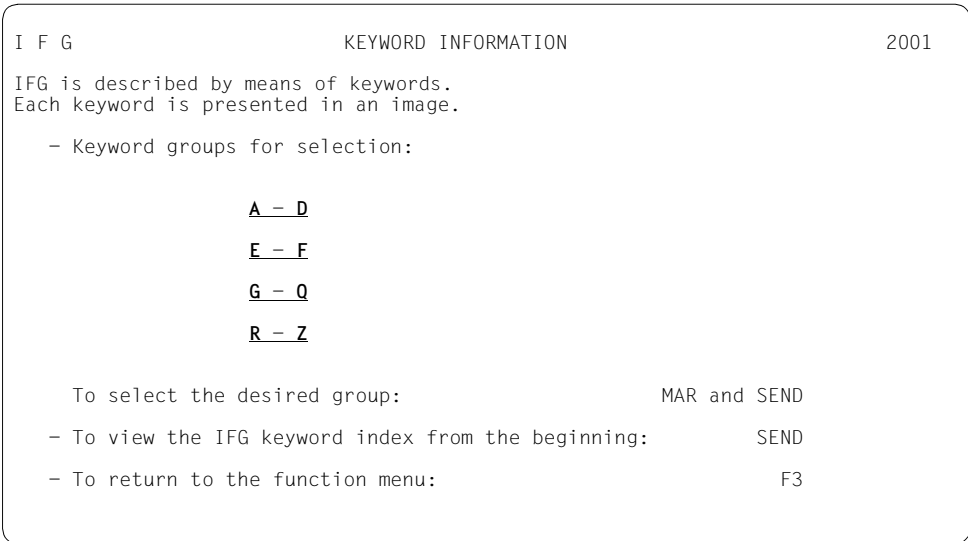 I F G KEYWORD INFORMATION 2001
IFG is described by means of keywords.
Each keyword is presented in an image.
– Keyword groups for selection:
A – D
E – F
G – Q
R – Z
To select the desired group: MAR and SEND
– To view the IFG keyword index from the beginning: SEND
– To return to the function menu: F3